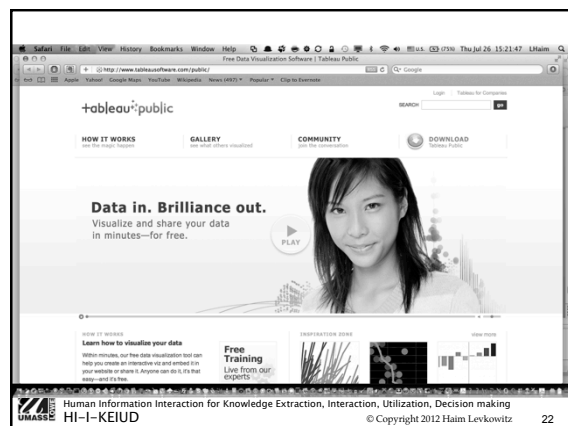 Safari File Edit View History Bookmarks Window Help U.S. (75%) Thu Jul 26 15:21:47 LHaim
Free Data Visualization Software | Tableau Public
http://www.tableausoftware.com/public/ Google
Apple Yahoo! Google Maps YouTube Wikipedia News (497) Popular Clip to Evernote
Login Tableau for Companies
tableau public
SEARCH go
HOW IT WORKS GALLERY COMMUNITY DOWNLOAD
see the magic happen see what others visualized join the conversation Tableau Public
Data in. Brilliance out.
Visualize and share your data
in minutes—for free.
PLAY
HOW IT WORKS INSPIRATION ZONE view more
Learn how to visualize your data
Within minutes, our free data visualization tool can
help you create an interactive viz and embed it in
your website or share it. Anyone can do it, it's that
easy—and it's free.
Free
Training
Live from our
experts
UMASS LOWE
Human Information Interaction for Knowledge Extraction, Interaction, Utilization, Decision making
HI-I-KEIUD © Copyright 2012 Haim Levkowitz 22